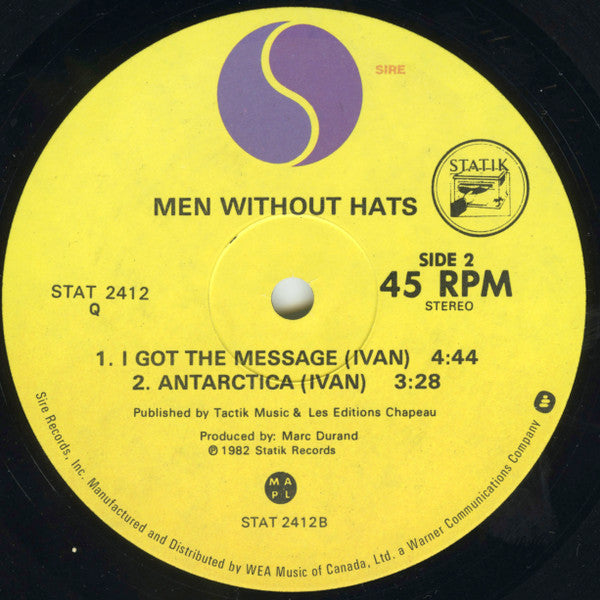 SIRE
STATIK
MEN WITHOUT HATS
SIDE 2
45 RPM
STEREO
STAT 2412
Q
1. I GOT THE MESSAGE (IVAN) 4:44
2. ANTARCTICA (IVAN) 3:28
Published by Tactik Music & Les Editions Chapeau
Produced by: Marc Durand
℗ 1982 Statik Records
M A
P L
STAT 2412B
Sire Records, Inc. Manufactured and Distributed by WEA Music of Canada, Ltd. a Warner Communications Company